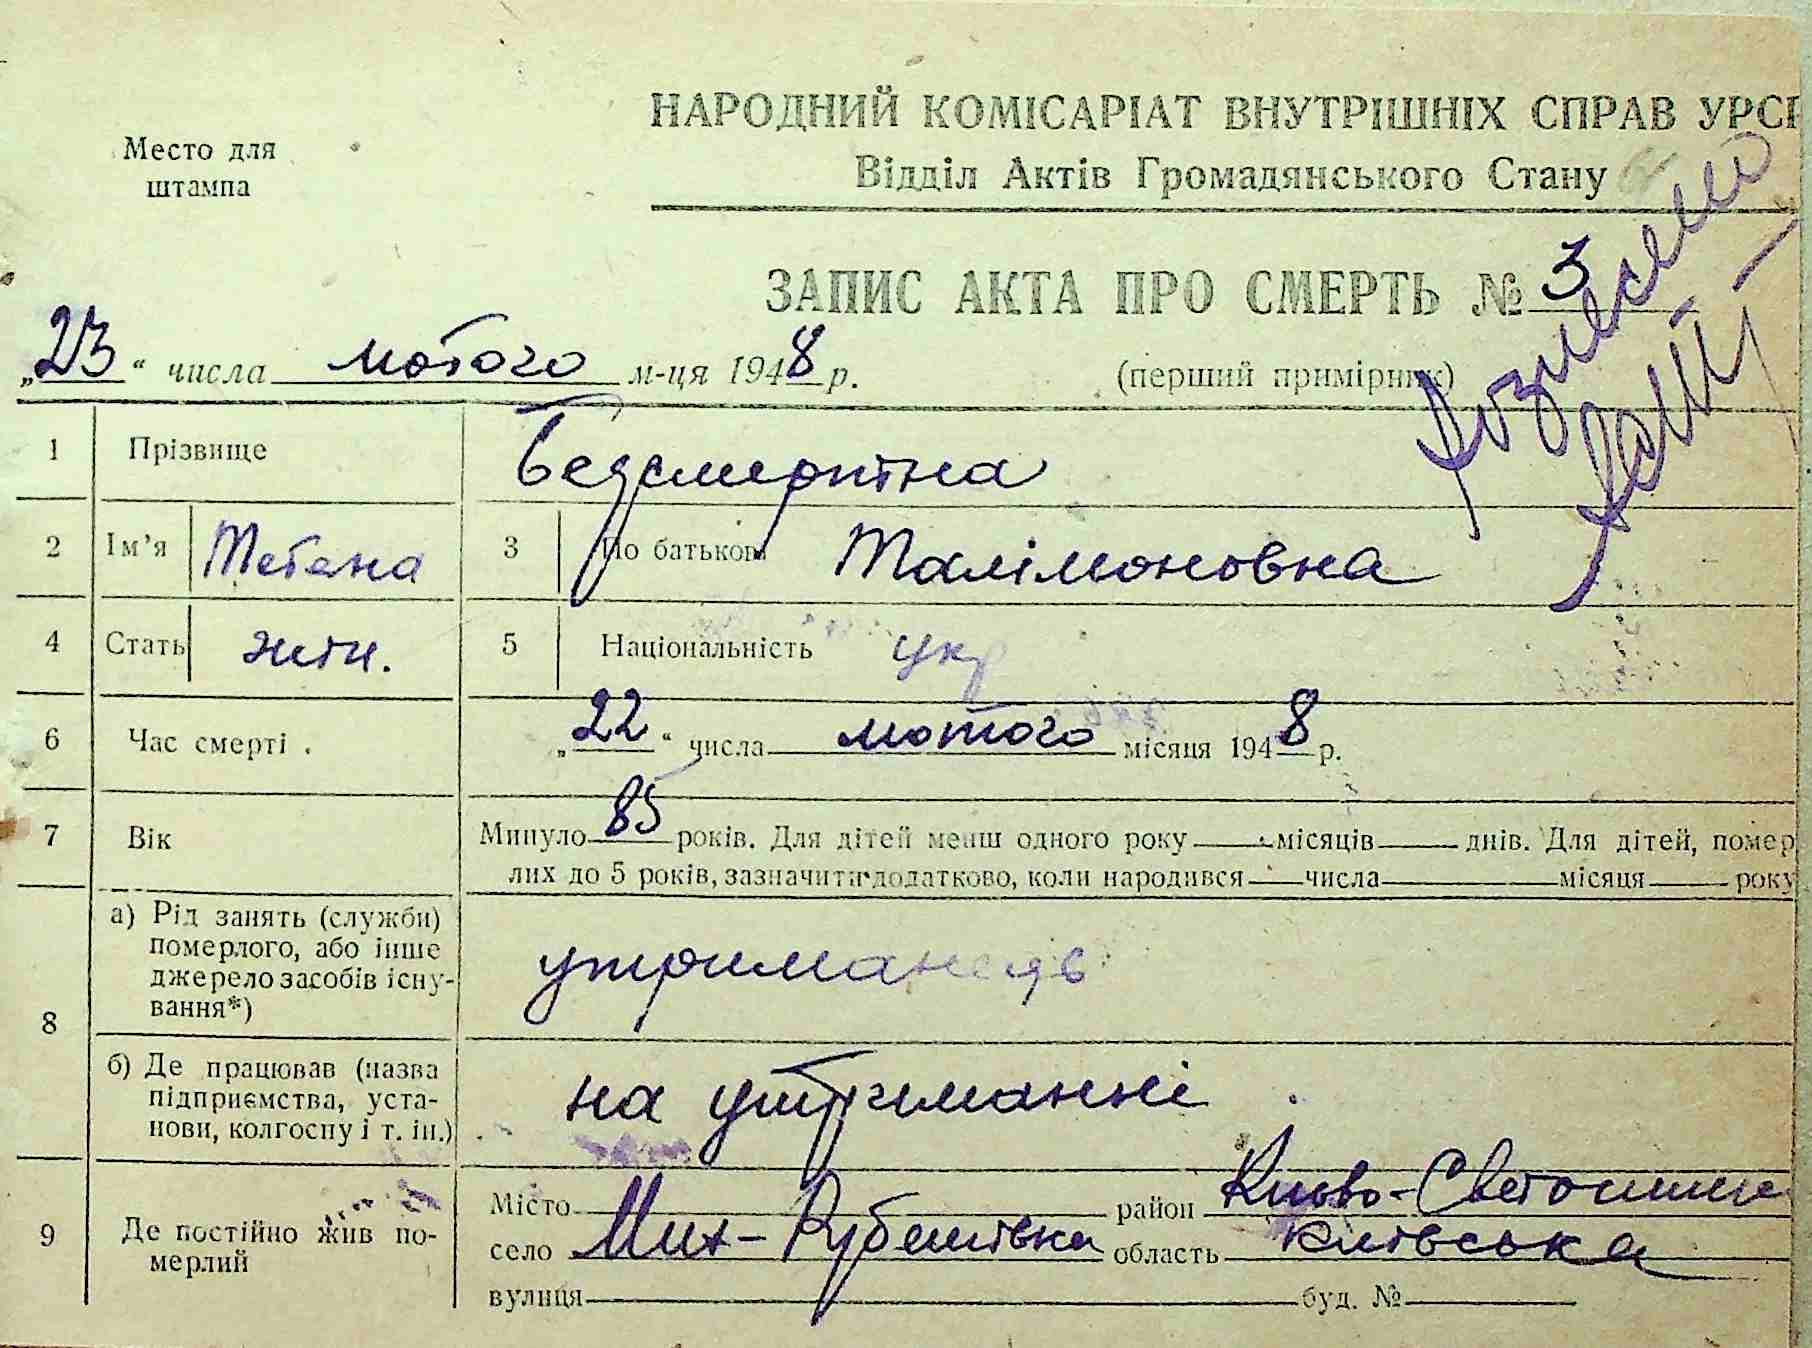 Место для
штампа
НАРОДНИЙ КОМІСАРІАТ ВНУТРІШНІХ СПРАВ УРСР
Відділ Актів Громадянського Стану
ЗАПИС АКТА ПРО СМЕРТЬ № 3
„23“ числа лютого м-ця 1948 р. (перший примірник)
1 Прізвище Безсмертна
2 Ім’я Тетяна 3 По батькові Талімоновна
4 Стать жін. 5 Національність укр
6 Час смерті. „22“ числа лютого місяця 1948 р.
7 Вік Минуло 85 років. Для дітей менш одного року місяців днів. Для дітей, помер
лих до 5 років, зазначити додатково, коли народився числа місяця року
8 а) Рід занять (служби)
померлого, або інше
джерело засобів існу-
вання*) утриманець
б) Де працював (назва
підприємства, уста-
нови, колгоспу і т. ін.) на утриманні
9 Де постійно жив по-
мерлий
Місто район Києво-Светошин
село Мих-Рубежівка область Київська
вулиця буд. №